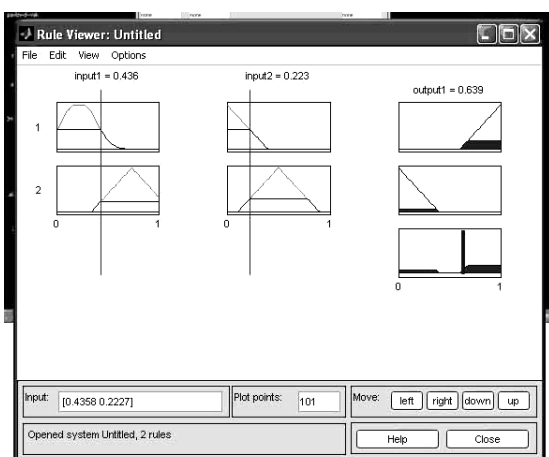 Rule Viewer: Untitled
File Edit View Options
input1 = 0.436
input2 = 0.223
output1 = 0.639
1
2
0 1
0 1
0 1
Input: [0.4358 0.2227]
Plot points: 101
Move: left right down up
Opened system Untitled, 2 rules
Help Close